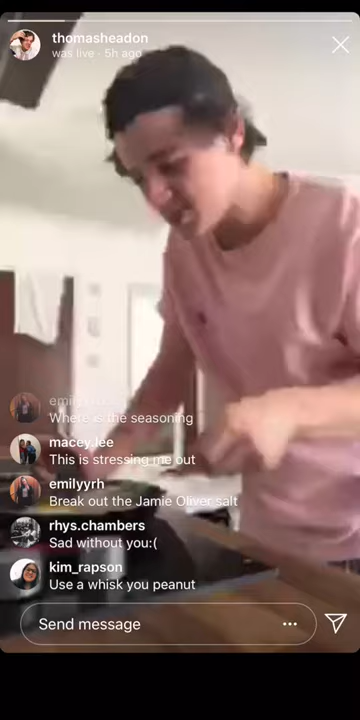 thomasheadon
was live · 5h ago
Where is the seasoning
macey.lee
This is stressing me out
emilyyrh
Break out the Jamie Oliver salt
rhys.chambers
Sad without you:(
kim_rapson
Use a whisk you peanut
Send message